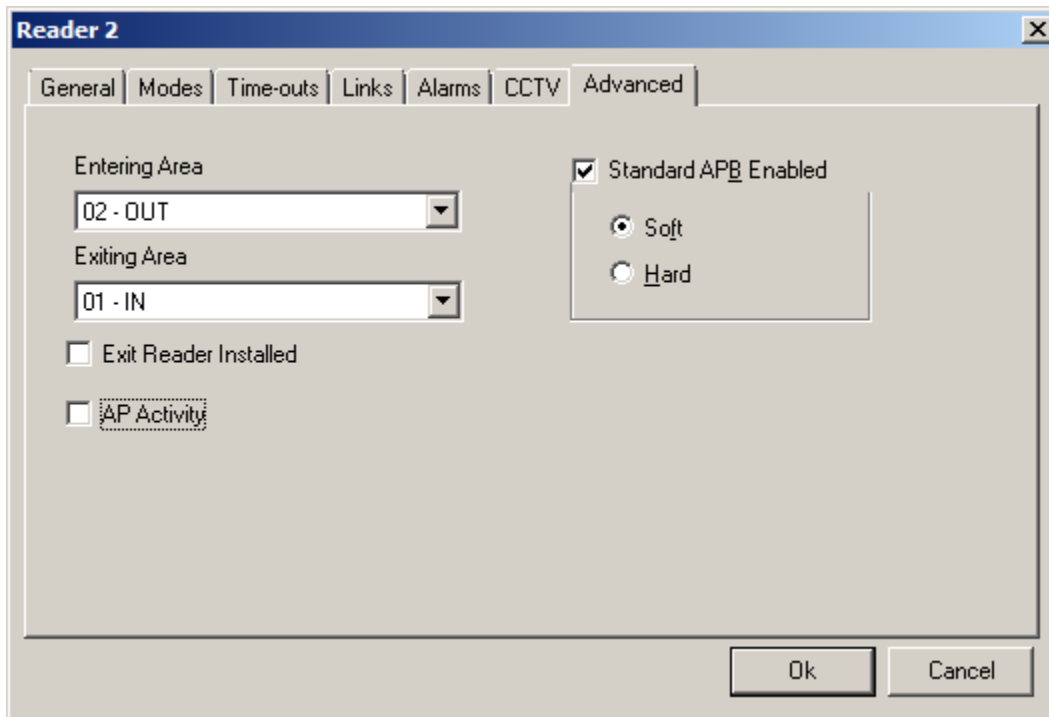 Reader 2
General Modes Time-outs Links Alarms CCTV Advanced
Entering Area
02 - OUT
Exiting Area
01 - IN
Exit Reader Installed
AP Activity
Standard APB Enabled
Soft
Hard
Ok Cancel